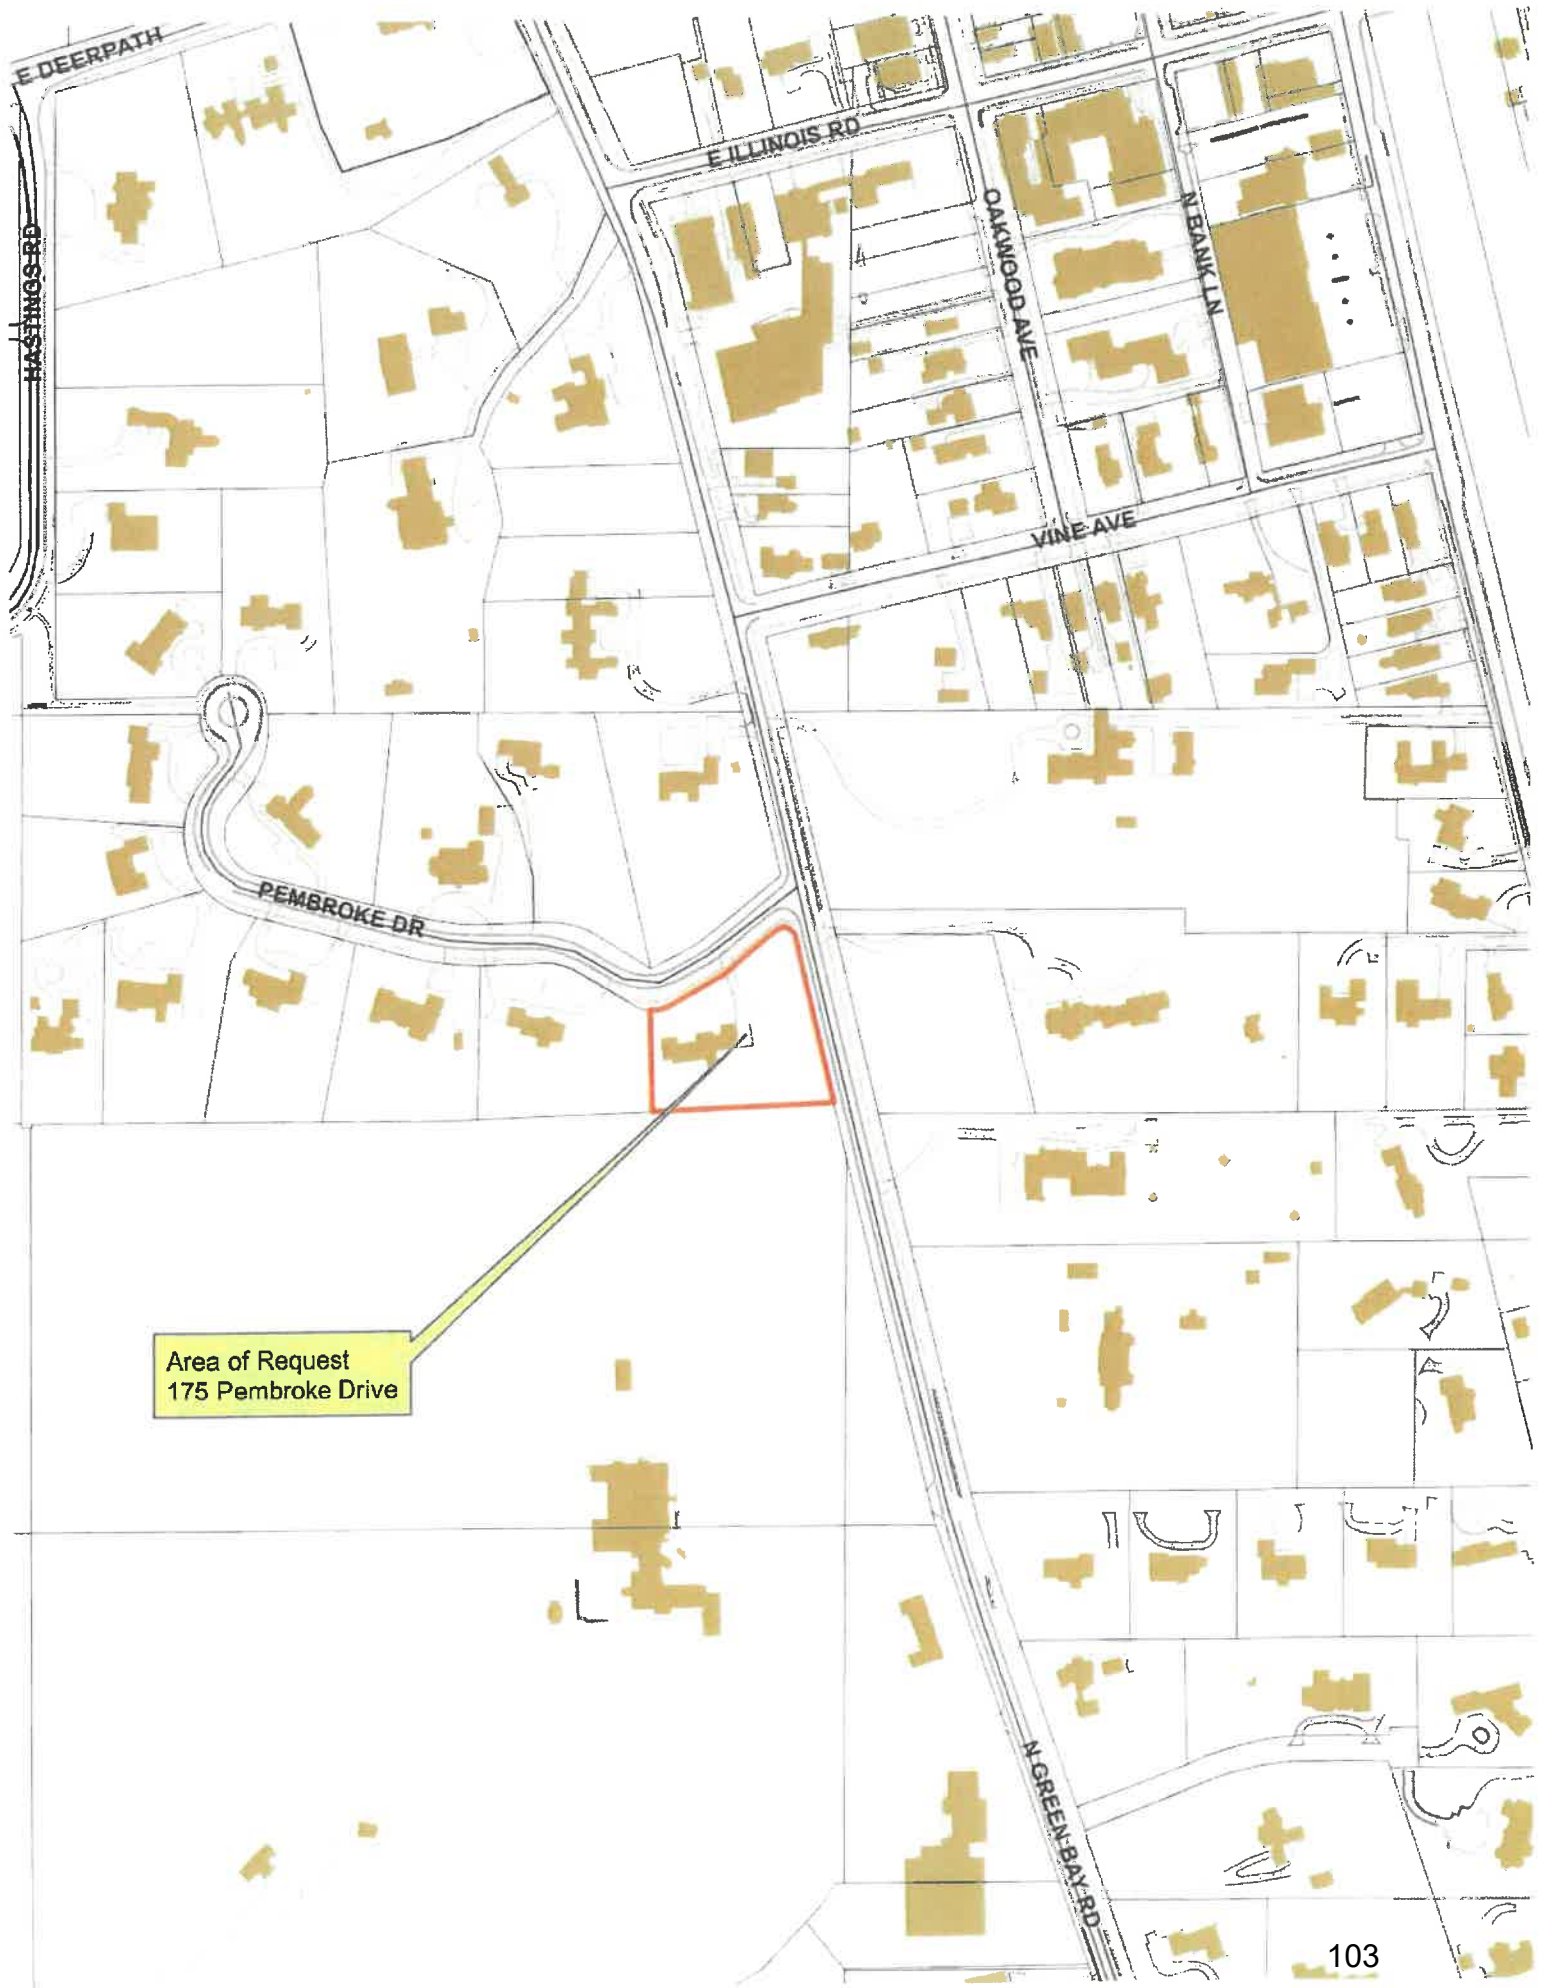 E DEERPATH
E ILLINOIS RD
HASTINGS RD
OAKWOOD AVE
N BANK LN
VINE AVE
PEMBROKE DR
Area of Request
175 Pembroke Drive
N GREEN BAY RD
103